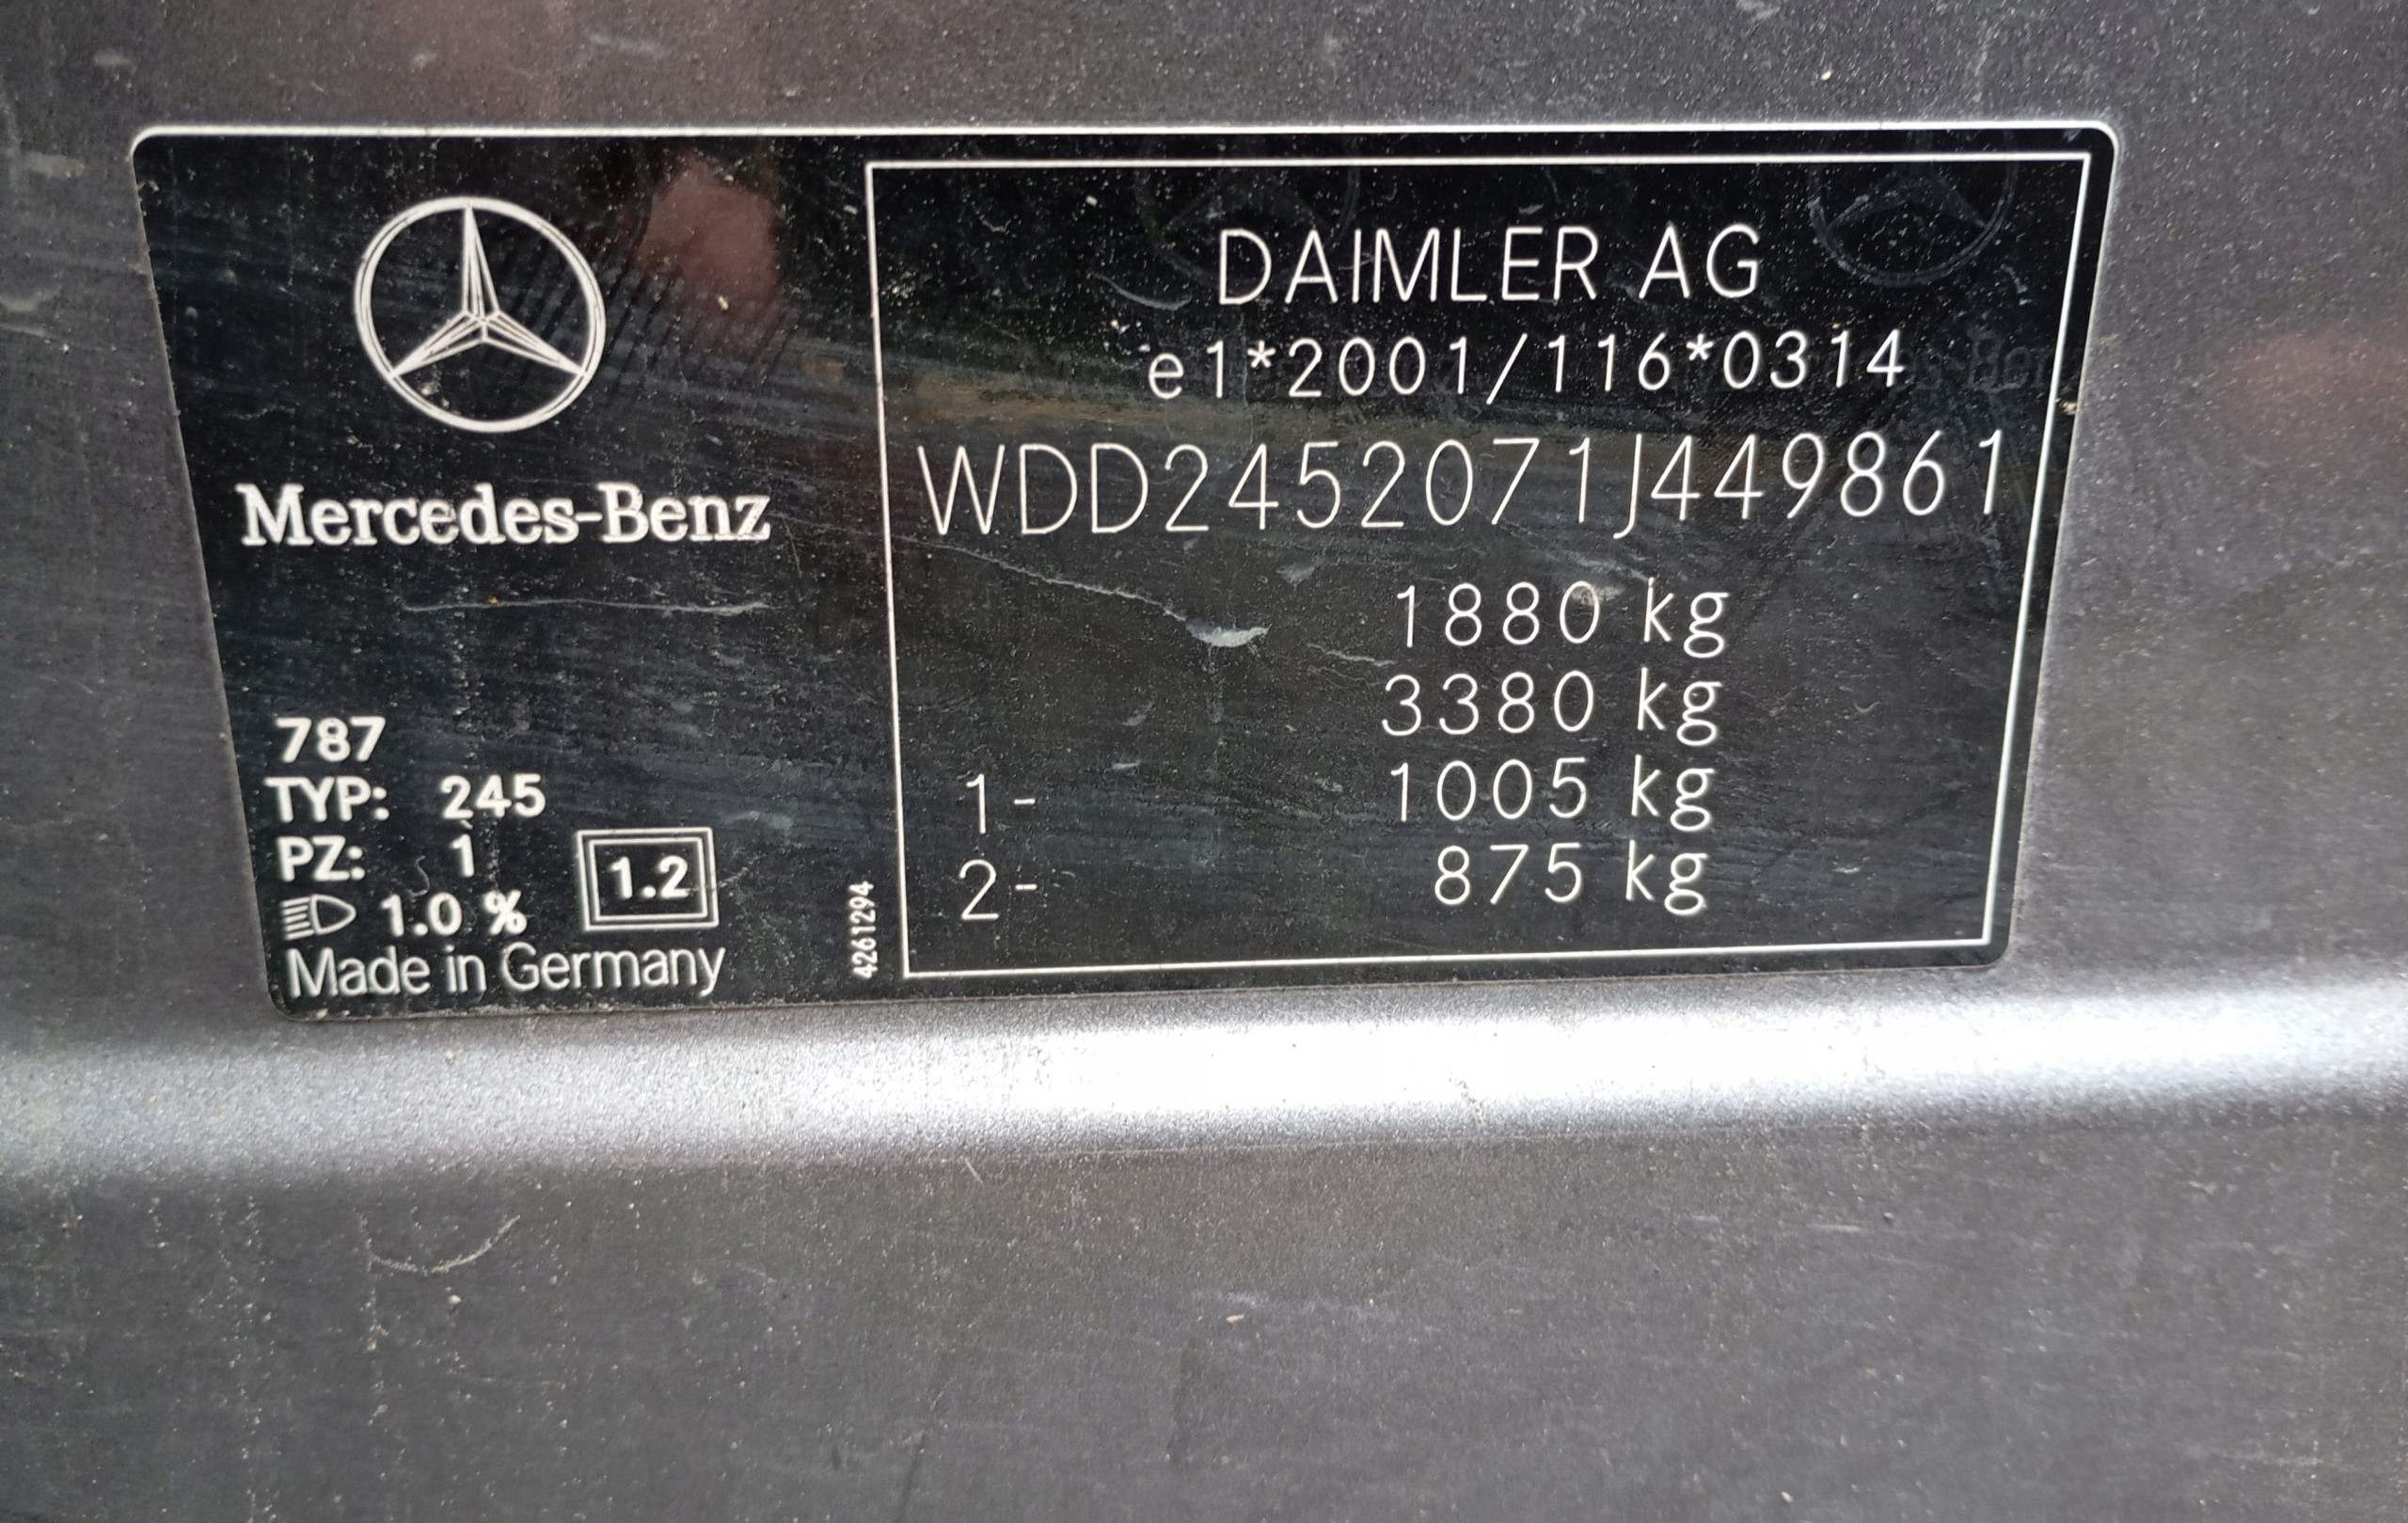 Mercedes-Benz
787
TYP: 245
PZ: 1
1.0 %
1.2
Made in Germany
4261294
DAIMLER AG
e1*2001/116*0314
WDD2452071J449861
1880 kg
3380 kg
1- 1005 kg
2- 875 kg